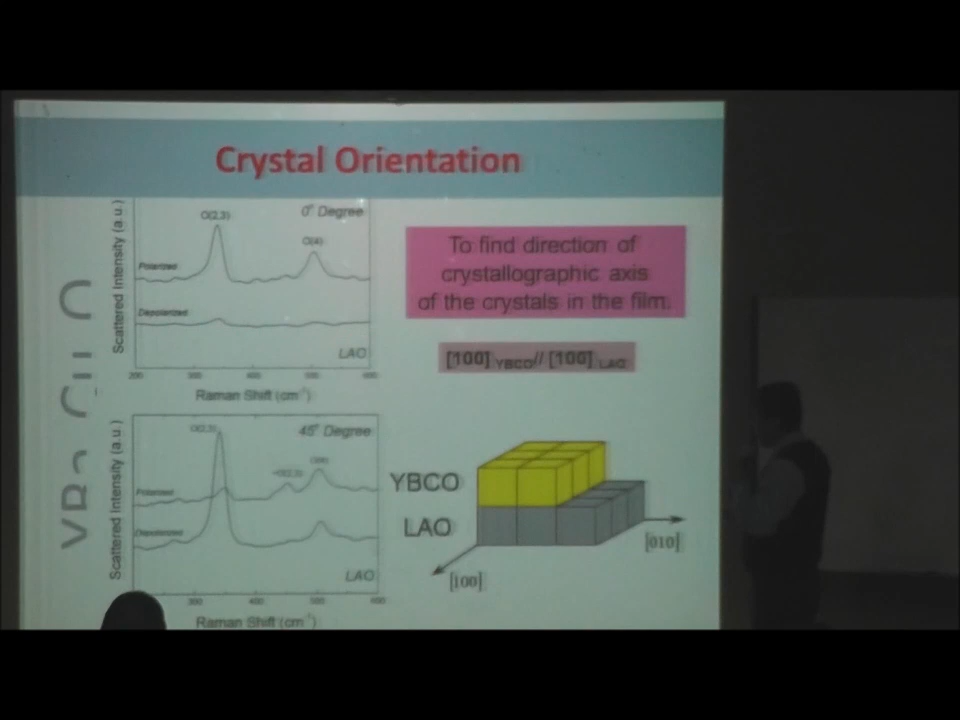 Crystal Orientation
Scattered Intensity (a.u.)
O(2,3)
0° Degree
O(4)
Polarized
Depolarized
LAO
200 300 400 500 600
Raman Shift (cm⁻¹)
Scattered Intensity (a.u.)
O(2,3)
45° Degree
Polarized
Depolarized
LAO
300 400 500 600
Raman Shift (cm⁻¹)
To find direction of
crystallographic axis
of the crystals in the film.
[100] YBCO// [100] LAO
YBCO
LAO
[010]
[100]